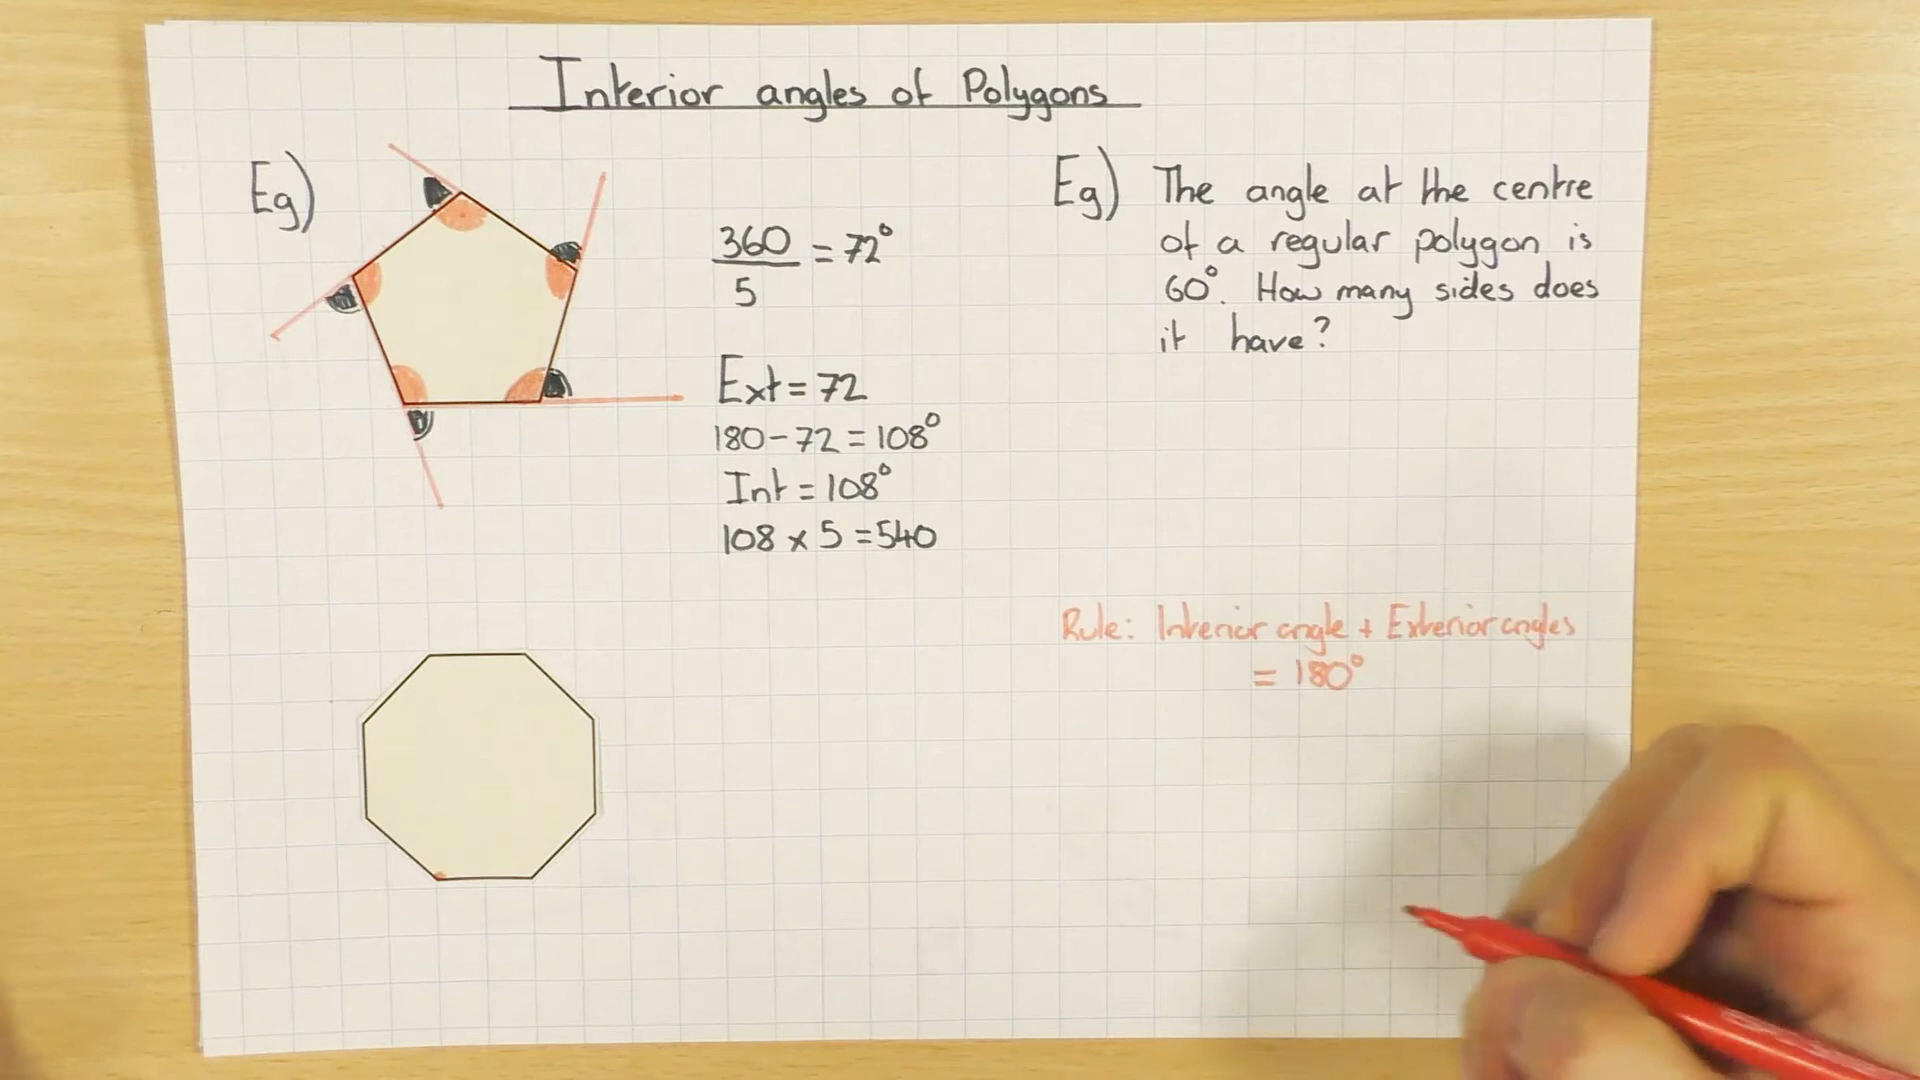 Interior angles of Polygons
Eg)
360
5
= 72°
Ext = 72
180 - 72 = 108°
Int = 108°
108 x 5 = 540
Eg) The angle at the centre
of a regular polygon is
60°. How many sides does
it have?
Rule: Interior angle + Exterior angles
= 180°